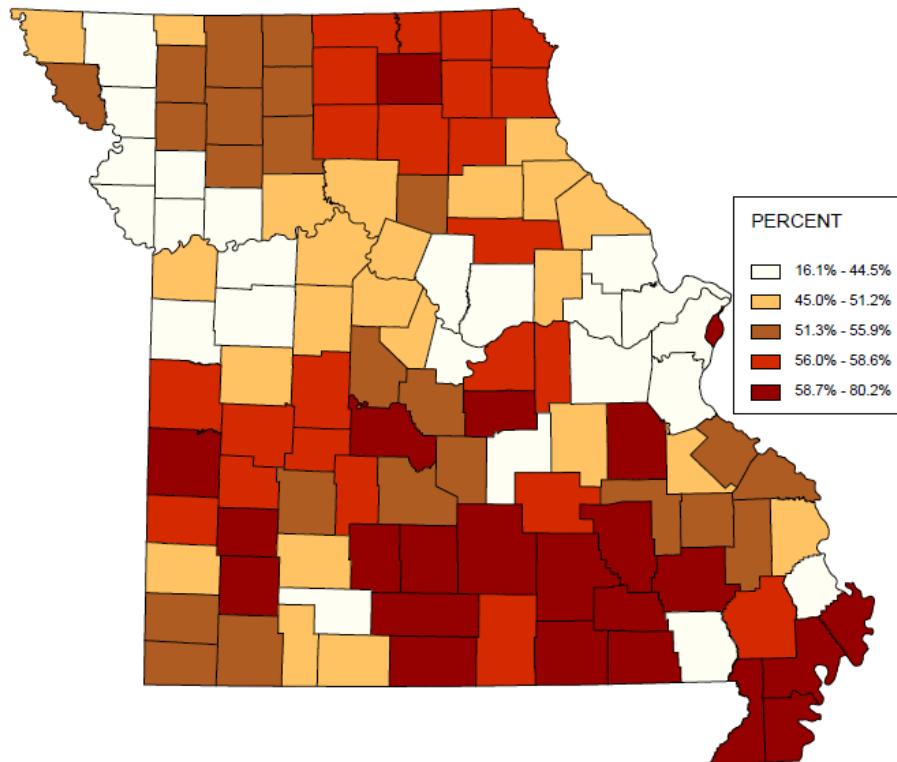 PERCENT
16.1% - 44.5%
45.0% - 51.2%
51.3% - 55.9%
56.0% - 58.6%
58.7% - 80.2%